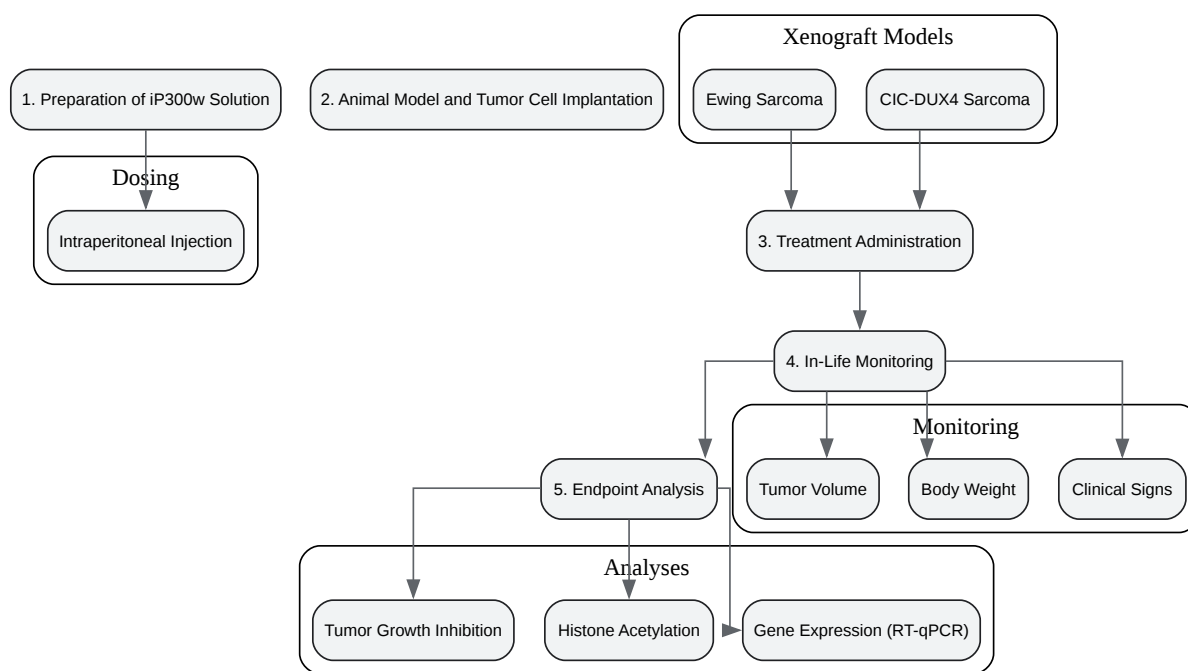 Xenograft Models
1. Preparation of iP300w Solution
2. Animal Model and Tumor Cell Implantation
Ewing Sarcoma
CIC-DUX4 Sarcoma
Dosing
Intraperitoneal Injection
3. Treatment Administration
4. In-Life Monitoring
Monitoring
5. Endpoint Analysis
Tumor Volume
Body Weight
Clinical Signs
Analyses
Tumor Growth Inhibition
Histone Acetylation
Gene Expression (RT-qPCR)